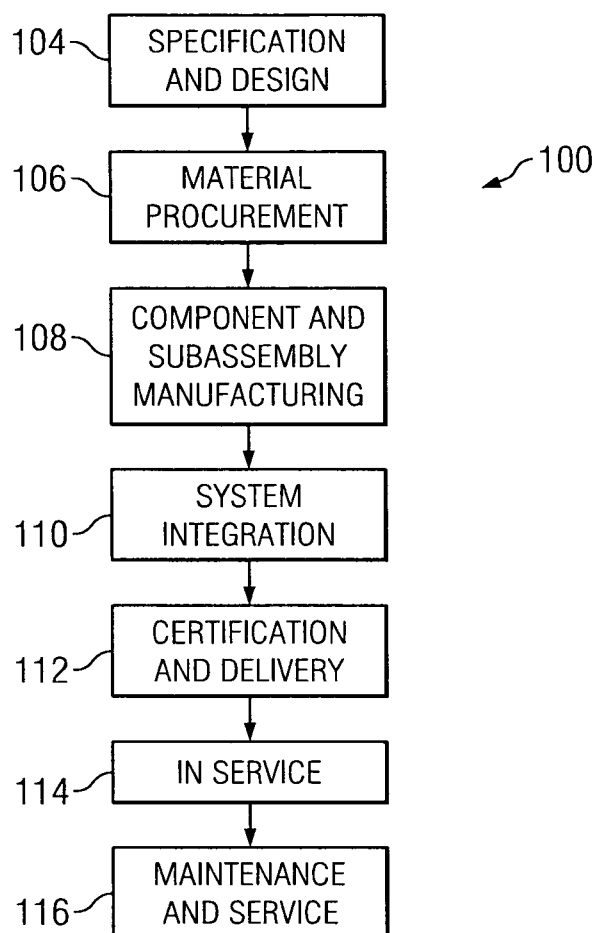 104
SPECIFICATION
AND DESIGN
100
106
MATERIAL
PROCUREMENT
108
COMPONENT AND
SUBASSEMBLY
MANUFACTURING
110
SYSTEM
INTEGRATION
112
CERTIFICATION
AND DELIVERY
114
IN SERVICE
116
MAINTENANCE
AND SERVICE